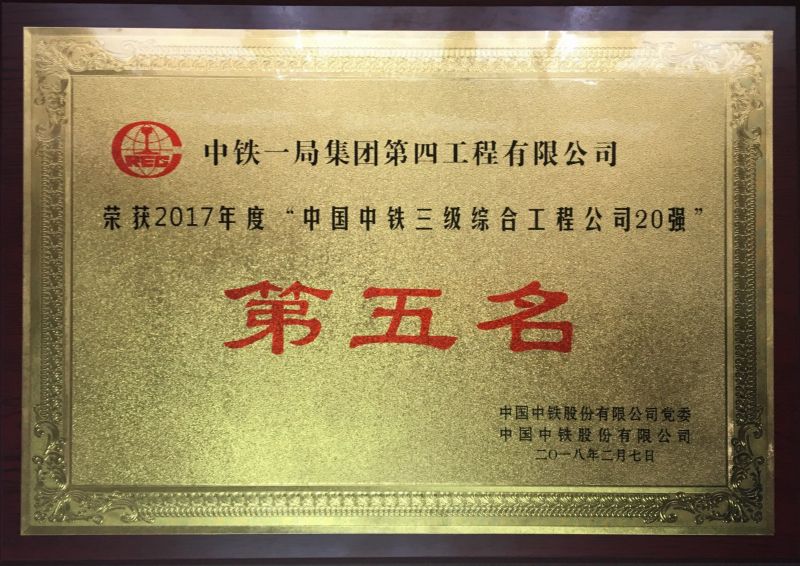 CREC
中铁一局集团第四工程有限公司
荣获2017年度“中国中铁三级综合工程公司20强”
第五名
中国中铁股份有限公司党委
中国中铁股份有限公司
二〇一八年二月七日